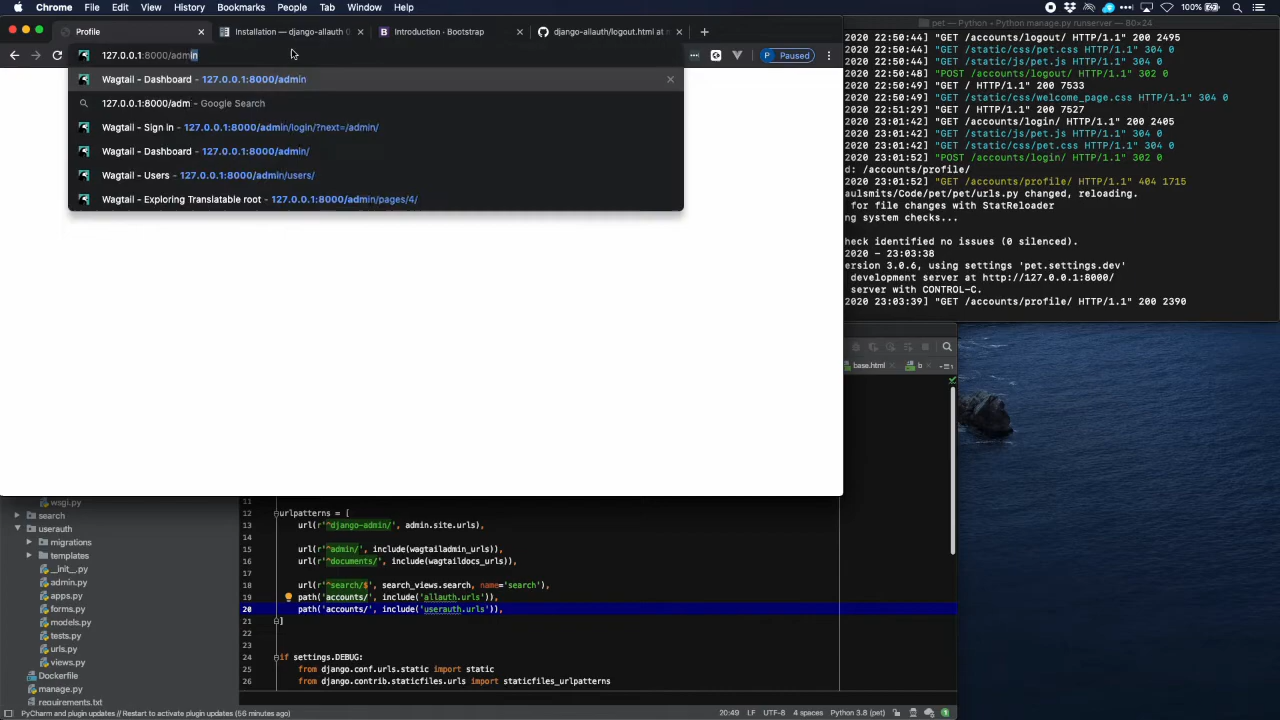 Chrome File Edit View History Bookmarks People Tab Window Help 100%
Profile
Installation — django-allauth 0
Introduction · Bootstrap
django-allauth/logout.html at
127.0.0.1:8000/admin
Paused
Wagtail - Dashboard - 127.0.0.1:8000/admin
127.0.0.1:8000/adm - Google Search
Wagtail - Sign in - 127.0.0.1:8000/admin/login/?next=/admin/
Wagtail - Dashboard - 127.0.0.1:8000/admin/
Wagtail - Users - 127.0.0.1:8000/admin/users/
Wagtail - Exploring Translatable root - 127.0.0.1:8000/admin/pages/4/
pet — Python • Python manage.py runserver — 80×24
2020 22:50:44] "GET /accounts/logout/ HTTP/1.1" 200 2495
2020 22:50:44] "GET /static/css/pet.css HTTP/1.1" 304 0
2020 22:50:44] "GET /static/js/pet.js HTTP/1.1" 304 0
2020 22:50:49] "POST /accounts/logout/ HTTP/1.1" 302 0
2020 22:50:49] "GET / HTTP/1.1" 200 7533
2020 22:50:49] "GET /static/css/welcome_page.css HTTP/1.1" 304 0
2020 22:51:29] "GET / HTTP/1.1" 200 7527
2020 23:01:42] "GET /accounts/login/ HTTP/1.1" 200 2405
2020 23:01:42] "GET /static/js/pet.js HTTP/1.1" 304 0
2020 23:01:42] "GET /static/css/pet.css HTTP/1.1" 304 0
2020 23:01:52] "POST /accounts/login/ HTTP/1.1" 302 0
d: /accounts/profile/
2020 23:01:52] "GET /accounts/profile/ HTTP/1.1" 404 1715
aulsmits/Code/pet/pet/urls.py changed, reloading.
for file changes with StatReloader
ng system checks...
heck identified no issues (0 silenced).
2020 - 23:03:38
ersion 3.0.6, using settings 'pet.settings.dev'
development server at http://127.0.0.1:8000/
server with CONTROL-C.
2020 23:03:39] "GET /accounts/profile/ HTTP/1.1" 200 2390
base.html
b
wsgi.py
search
userauth
migrations
templates
__init__.py
admin.py
apps.py
forms.py
models.py
tests.py
urls.py
views.py
Dockerfile
manage.py
requirements.txt
11
12 urlpatterns = [
13 url(r'^django-admin/', admin.site.urls),
14
15 url(r'^admin/', include(wagtailadmin_urls)),
16 url(r'^documents/', include(wagtaildocs_urls)),
17
18 url(r'^search/$', search_views.search, name='search'),
19 path('accounts/', include('allauth.urls')),
20 path('accounts/', include('userauth.urls')),
21 ]
22
23
24 if settings.DEBUG:
25 from django.conf.urls.static import static
26 from django.contrib.staticfiles.urls import staticfiles_urlpatterns
PyCharm and plugin updates // Restart to activate plugin updates (56 minutes ago) 20:49 LF UTF-8 4 spaces Python 3.8 (pet)